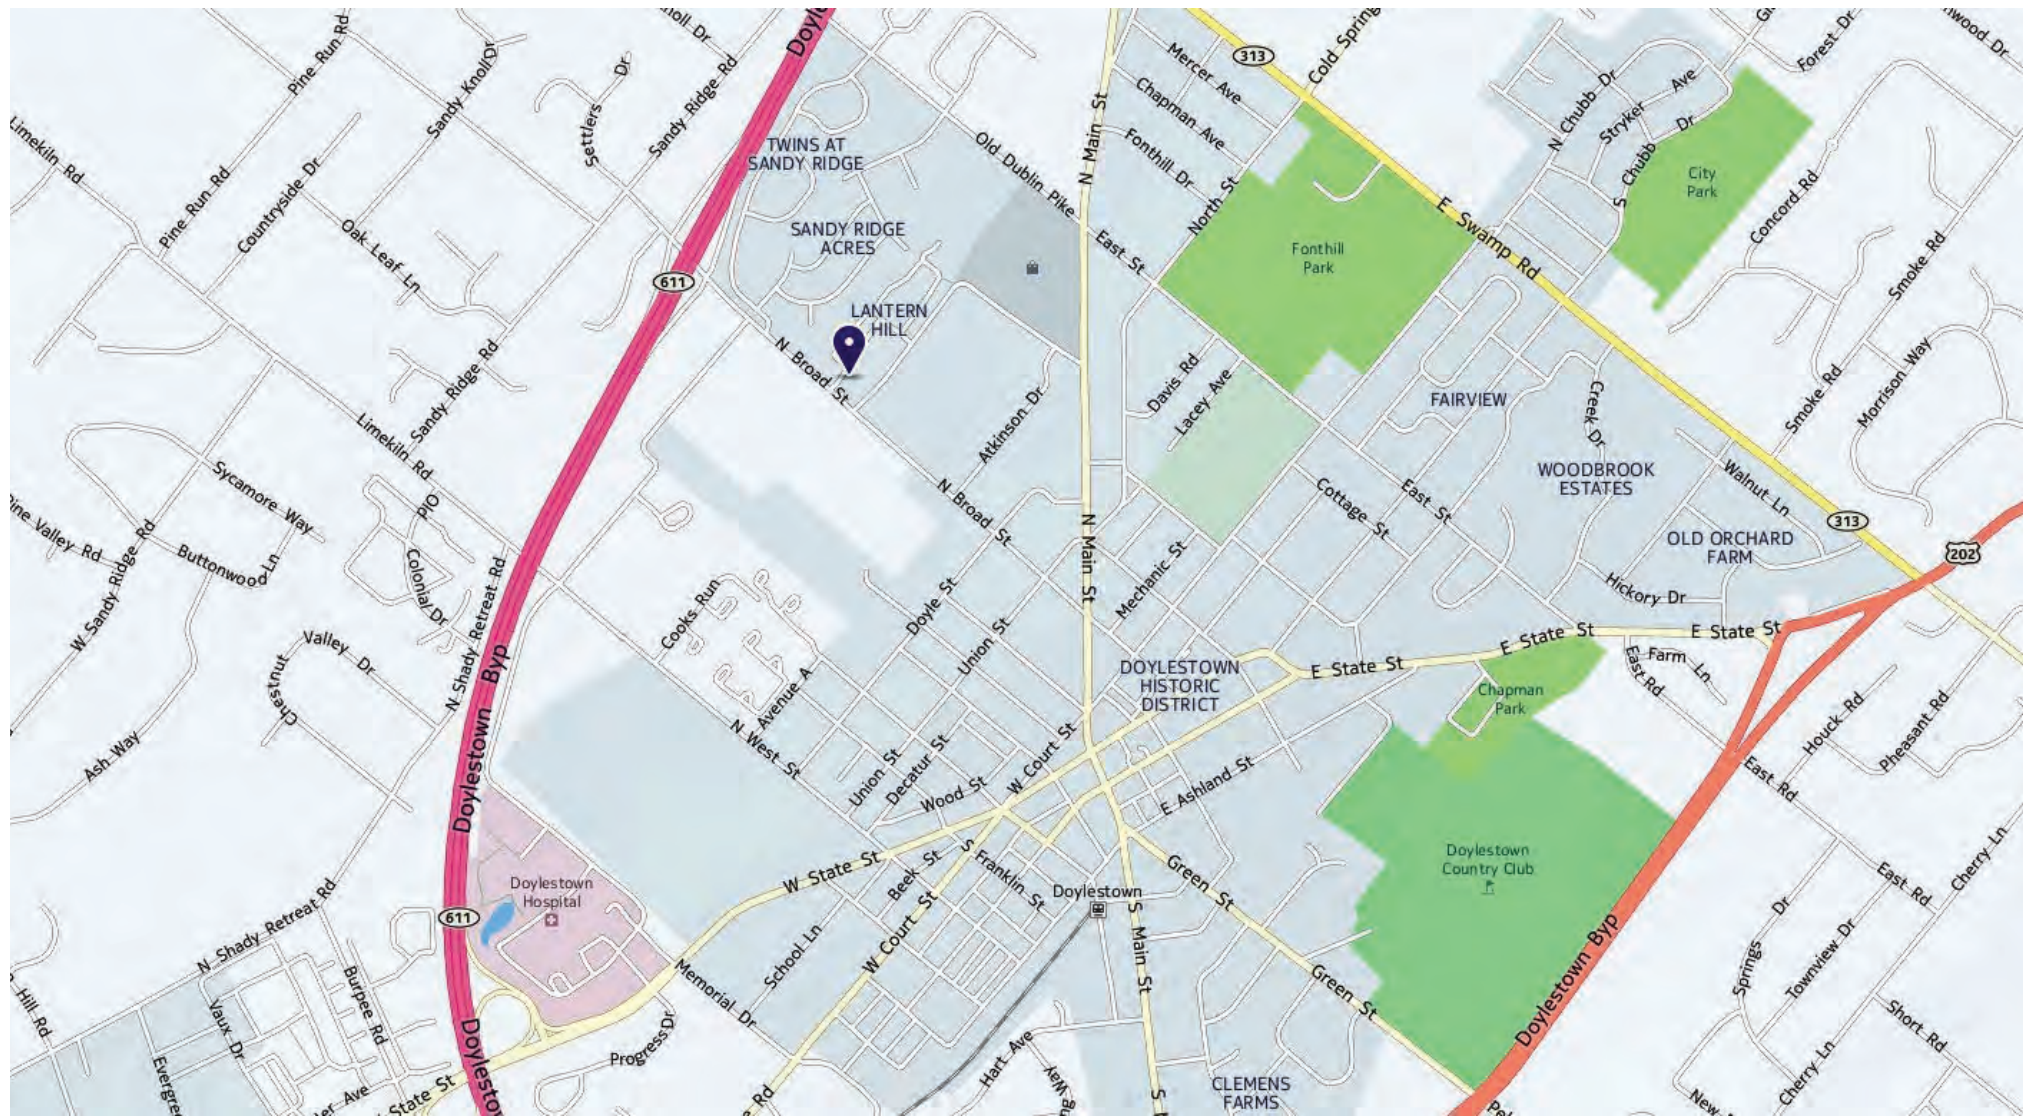 Doyle
Pine Run Rd
Sandy Knoll Dr
Settlers Dr
Sandy Ridge Rd
Limekiln Rd
Pine Run Rd
Countryside Dr
Oak Leaf Ln
611
TWINS AT
SANDY RIDGE
SANDY RIDGE
ACRES
LANTERN
HILL
Old Dublin Pike
N Main St
Mercer Ave
Chapman Ave
Fonthill Dr
North St
East St
313
Cold Spring
Fonthill
Park
E Swamp Rd
N Chubb Dr
Stryker Ave
S Chubb Dr
City
Park
Forest Dr
nwood Dr
Concord Rd
Smoke Rd
Smoke Rd
Morrison Way
N Broad St
Sandy Ridge Rd
Limekiln Rd
Atkinson Dr
Davis Rd
Lacey Ave
FAIRVIEW
Creek Dr
WOODBROOK
ESTATES
Walnut Ln
OLD ORCHARD
FARM
313
202
Hickory Dr
Sycamore Way
Pine Valley Rd
Buttonwood Ln
W Sandy Ridge Rd
Colonial Dr
N Shady Retreat Rd
Doylestown Byp
N Broad St
N Main St
Cottage St
East St
Mechanic St
Cooks Run
Doyle St
Union St
Valley Dr
Chestnut
Ash Way
Avenue A
N West St
Union St
Decatur St
Wood St
W Court St
DOYLESTOWN
HISTORIC
DISTRICT
E State St
E State St
E State St
East Rd
Farm Ln
Chapman
Park
Houck Rd
Pheasant Rd
East Rd
E Ashland St
Doylestown
Country Club
W State St
Beek St
S Franklin St
Doylestown
Green St
Doylestown
Hospital
611
N Shady Retreat Rd
Memorial Dr
School Ln
W Court St
S Main St
Green St
Doylestown Byp
East Rd
Cherry Ln
Springs Dr
Townview Dr
Short Rd
Cherry Ln
Hill Rd
Vaux Dr
Burpee Rd
Progress Dr
Hart Ave
Way
CLEMENS
FARMS
Evergre
State St
Doylesto